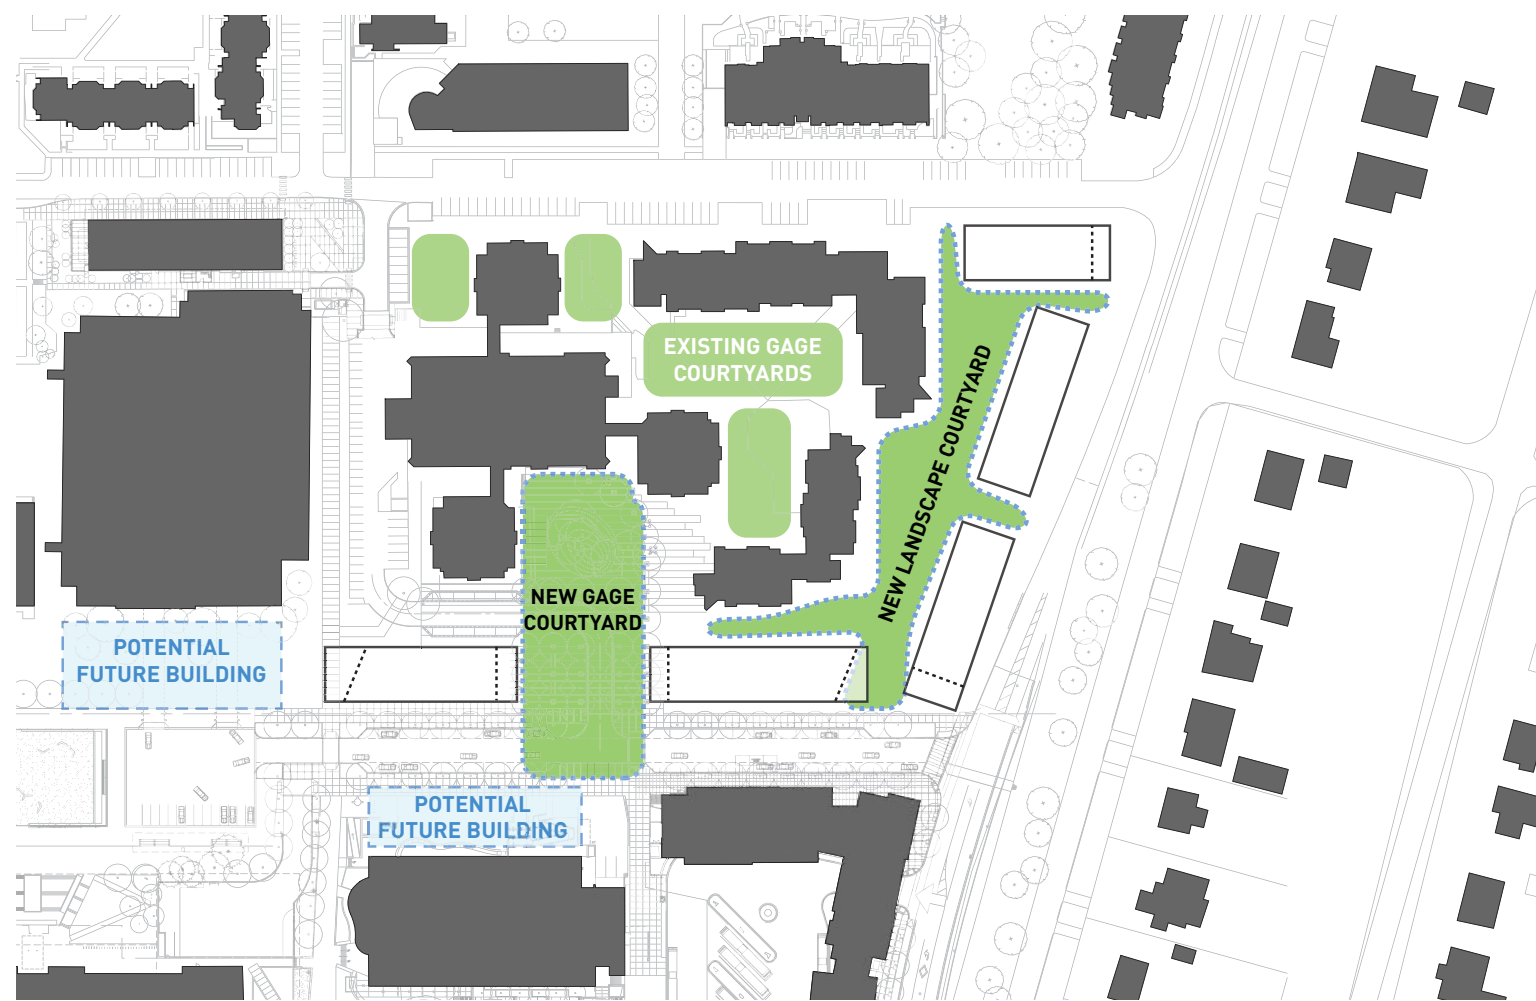 EXISTING GAGE
COURTYARDS
NEW LANDSCAPE COURTYARD
NEW GAGE
COURTYARD
POTENTIAL
FUTURE BUILDING
POTENTIAL
FUTURE BUILDING